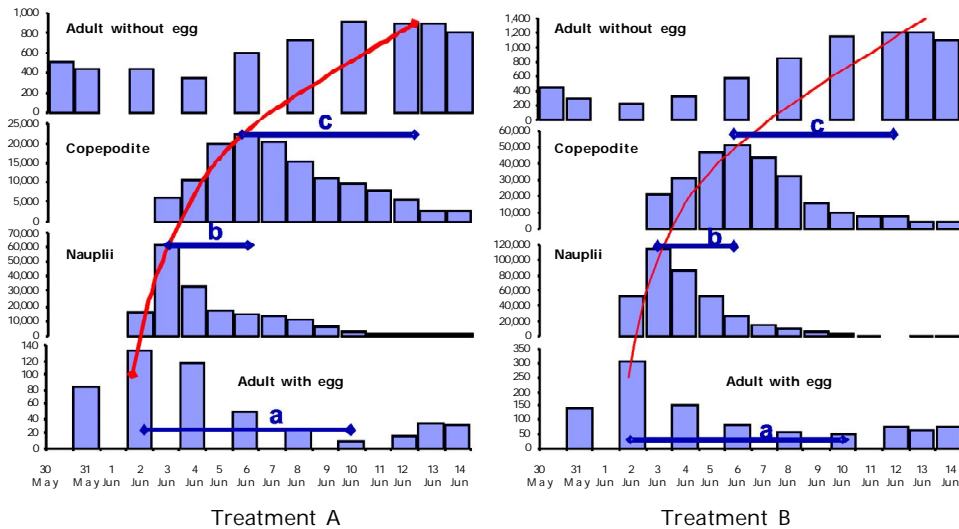 1,000
Adult without egg
800
600
400
200
0
25,000
c
20,000
Copepodite
15,000
10,000
5,000
0
70,000
60,000
b
50,000
Nauplii
40,000
30,000
20,000
10,000
0
140
120
100
Adult with egg
80
60
a
40
20
0
30 31 1 2 3 4 5 6 7 8 9 10 11 12 13 14
May May Jun Jun Jun Jun Jun Jun Jun Jun Jun Jun Jun Jun Jun Jun
Treatment A
1,400
Adult without egg
1,200
1,000
800
600
400
200
0
60,000
c
50,000
Copepodite
40,000
30,000
20,000
10,000
0
120,000
b
100,000
Nauplii
80,000
60,000
40,000
20,000
0
350
300
250
Adult with egg
200
150
100
a
50
0
30 31 1 2 3 4 5 6 7 8 9 10 11 12 13 14
May May Jun Jun Jun Jun Jun Jun Jun Jun Jun Jun Jun Jun Jun Jun
Treatment B